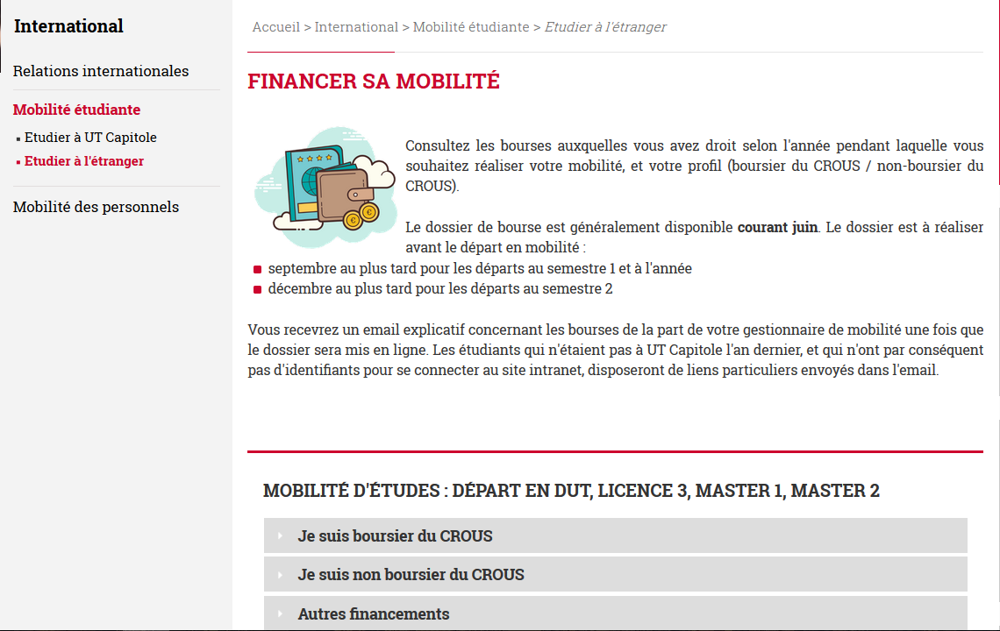 International
Relations internationales
Mobilité étudiante
Etudier à UT Capitole
Etudier à l'étranger
Mobilité des personnels
Accueil > International > Mobilité étudiante > Etudier à l'étranger
FINANCER SA MOBILITÉ
Consultez les bourses auxquelles vous avez droit selon l'année pendant laquelle vous
souhaitez réaliser votre mobilité, et votre profil (boursier du CROUS / non-boursier du
CROUS).
Le dossier de bourse est généralement disponible courant juin. Le dossier est à réaliser
avant le départ en mobilité :
septembre au plus tard pour les départs au semestre 1 et à l'année
décembre au plus tard pour les départs au semestre 2
Vous recevrez un email explicatif concernant les bourses de la part de votre gestionnaire de mobilité une fois que
le dossier sera mis en ligne. Les étudiants qui n'étaient pas à UT Capitole l'an dernier, et qui n'ont par conséquent
pas d'identifiants pour se connecter au site intranet, disposeront de liens particuliers envoyés dans l'email.
MOBILITÉ D'ÉTUDES : DÉPART EN DUT, LICENCE 3, MASTER 1, MASTER 2
Je suis boursier du CROUS
Je suis non boursier du CROUS
Autres financements